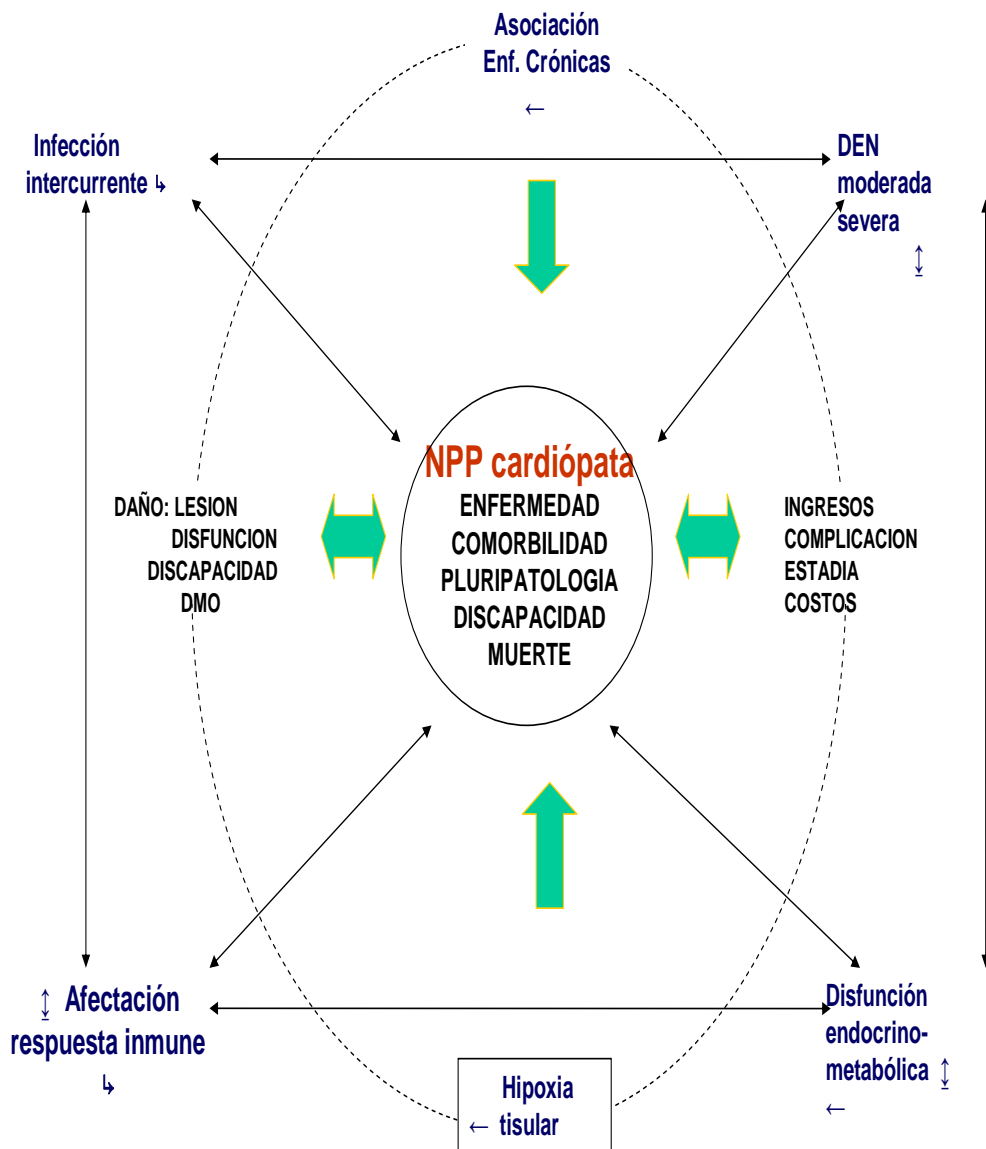 Asociación
Enf. Crónicas
←
Infección
intercurrente ↳
DEN
moderada
severa
↨
NPP cardiópata
ENFERMEDAD
COMORBILIDAD
PLURIPATOLOGIA
DISCAPACIDAD
MUERTE
DAÑO: LESION
DISFUNCION
DISCAPACIDAD
DMO
INGRESOS
COMPLICACION
ESTADIA
COSTOS
↨ Afectación
respuesta inmune
↳
Disfunción
endocrino-
metabólica ↨
←
Hipoxia
← tisular